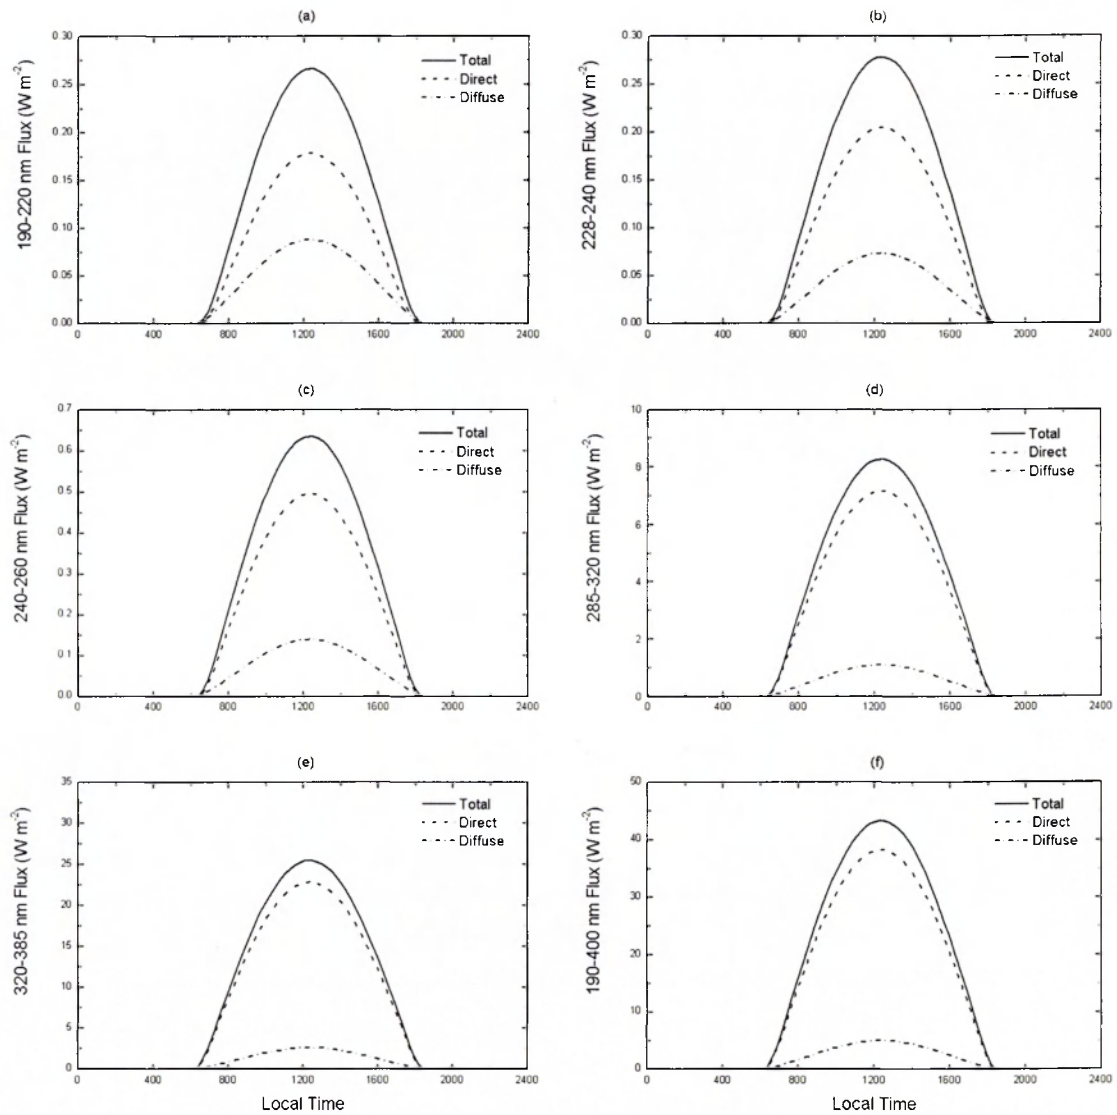 (a)
190-220 nm Flux (W m-2)
0.30
0.25
0.20
0.15
0.10
0.05
0.00
0 400 800 1200 1600 2000 2400
Total
Direct
Diffuse
(b)
228-240 nm Flux (W m-2)
0.30
0.25
0.20
0.15
0.10
0.05
0.00
0 400 800 1200 1600 2000 2400
Total
Direct
Diffuse
(c)
240-260 nm Flux (W m-2)
0.7
0.6
0.5
0.4
0.3
0.2
0.1
0.0
0 400 800 1200 1600 2000 2400
Total
Direct
Diffuse
(d)
285-320 nm Flux (W m-2)
10
8
6
4
2
0
0 400 800 1200 1600 2000 2400
Total
Direct
Diffuse
(e)
320-385 nm Flux (W m-2)
35
30
25
20
15
10
5
0
0 400 800 1200 1600 2000 2400
Total
Direct
Diffuse
Local Time
(f)
190-400 nm Flux (W m-2)
50
40
30
20
10
0
0 400 800 1200 1600 2000 2400
Total
Direct
Diffuse
Local Time